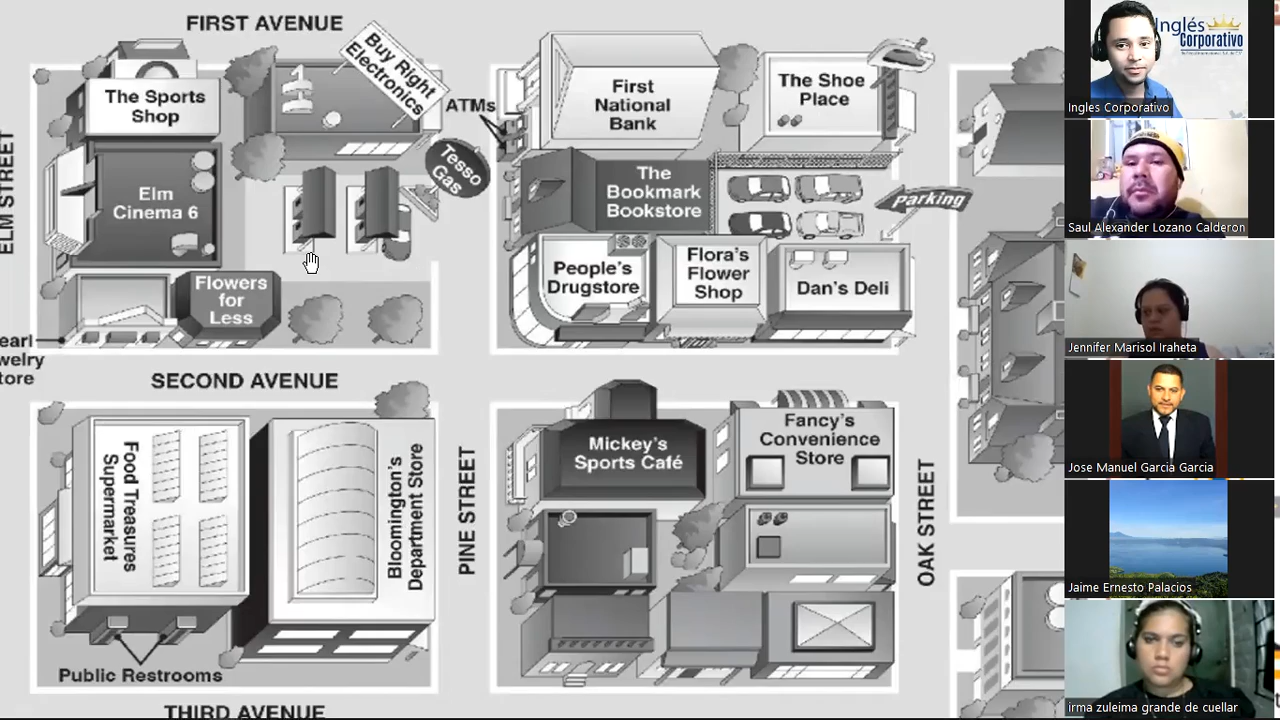 FIRST AVENUE
Buy Right
Electronics
The Sports
Shop
ELM STREET
Elm
Cinema 6
Tesso
Gas
Flowers
for
Less
earl
welry
tore
ATMs
First
National
Bank
The Shoe
Place
The
Bookmark
Bookstore
Parking
People's
Drugstore
Flora's
Flower
Shop
Dan's Deli
SECOND AVENUE
Food Treasures
Supermarket
Bloomington's
Department Store
PINE STREET
Mickey's
Sports Café
Fancy's
Convenience
Store
OAK STREET
Public Restrooms
THIRD AVENUE
Inglés
Corporativo
Ingles Corporativo
Saul Alexander Lozano Calderon
Jennifer Marisol Iraheta
Jose Manuel Garcia Garcia
Jaime Ernesto Palacios
irma zuleima grande de cuellar